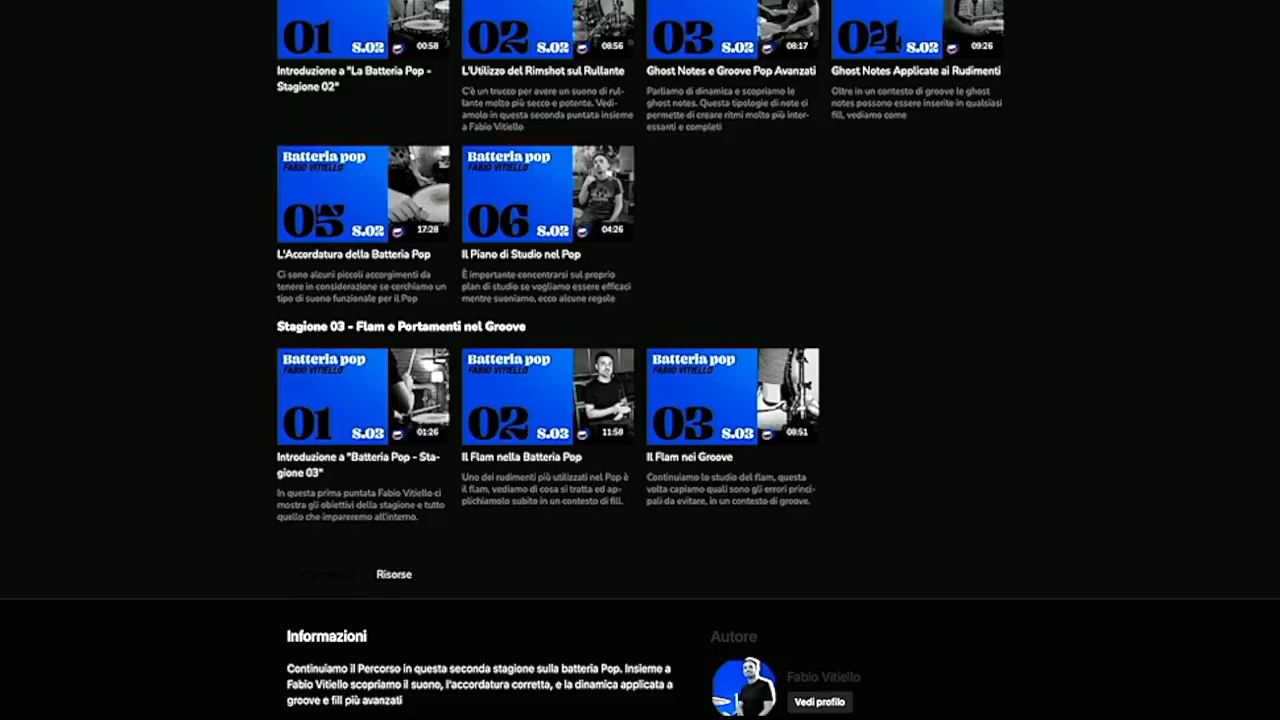 01 S.02 00:58
02 S.02 08:56
03 S.02 08:17
04 S.02 09:26
Introduzione a "La Batteria Pop -
Stagione 02"
L'Utilizzo del Rimshot sul Rullante
C'è un trucco per avere un suono di rul-
lante molto più secco e potente. Vedi-
amolo in questa seconda puntata insieme
a Fabio Vitiello
Ghost Notes e Groove Pop Avanzati
Parliamo di dinamica e scopriamo le
ghost notes. Questa tipologie di note ci
permette di creare ritmi molto più inter-
essanti e completi
Ghost Notes Applicate ai Rudimenti
Oltre in un contesto di groove le ghost
notes possono essere inserite in qualsiasi
fill, vediamo come
Batteria pop
FABIO VITIELLO
05 S.02 17:28
L'Accordatura della Batteria Pop
Ci sono alcuni piccoli accorgimenti da
tenere in considerazione se cerchiamo un
tipo di suono funzionale per il Pop
Batteria pop
FABIO VITIELLO
06 S.02 04:26
Il Piano di Studio nel Pop
È importante concentrarsi sul proprio
plan di studio se vogliamo essere efficaci
mentre suoniamo, ecco alcune regole
Stagione 03 - Flam e Portamenti nel Groove
Batteria pop
FABIO VITIELLO
01 S.03 01:26
Introduzione a "Batteria Pop - Sta-
gione 03"
In questa prima puntata Fabio Vitiello ci
mostra gli obiettivi della stagione e tutto
quello che impareremo all'interno.
Batteria pop
FABIO VITIELLO
02 S.03 11:58
Il Flam nella Batteria Pop
Uno dei rudimenti più utilizzati nel Pop è
il flam, vediamo di cosa si tratta ed ap-
plichiamolo subito in un contesto di fill.
Batteria pop
FABIO VITIELLO
03 S.03 08:51
Il Flam nei Groove
Continuiamo lo studio del flam, questa
volta capiamo quali sono gli errori princi-
pali da evitare, in un contesto di groove.
Risorse
Informazioni
Continuiamo il Percorso in questa seconda stagione sulla batteria Pop. Insieme a
Fabio Vitiello scopriamo il suono, l'accordatura corretta, e la dinamica applicata a
groove e fill più avanzati
Autore
Fabio Vitiello
Vedi profilo